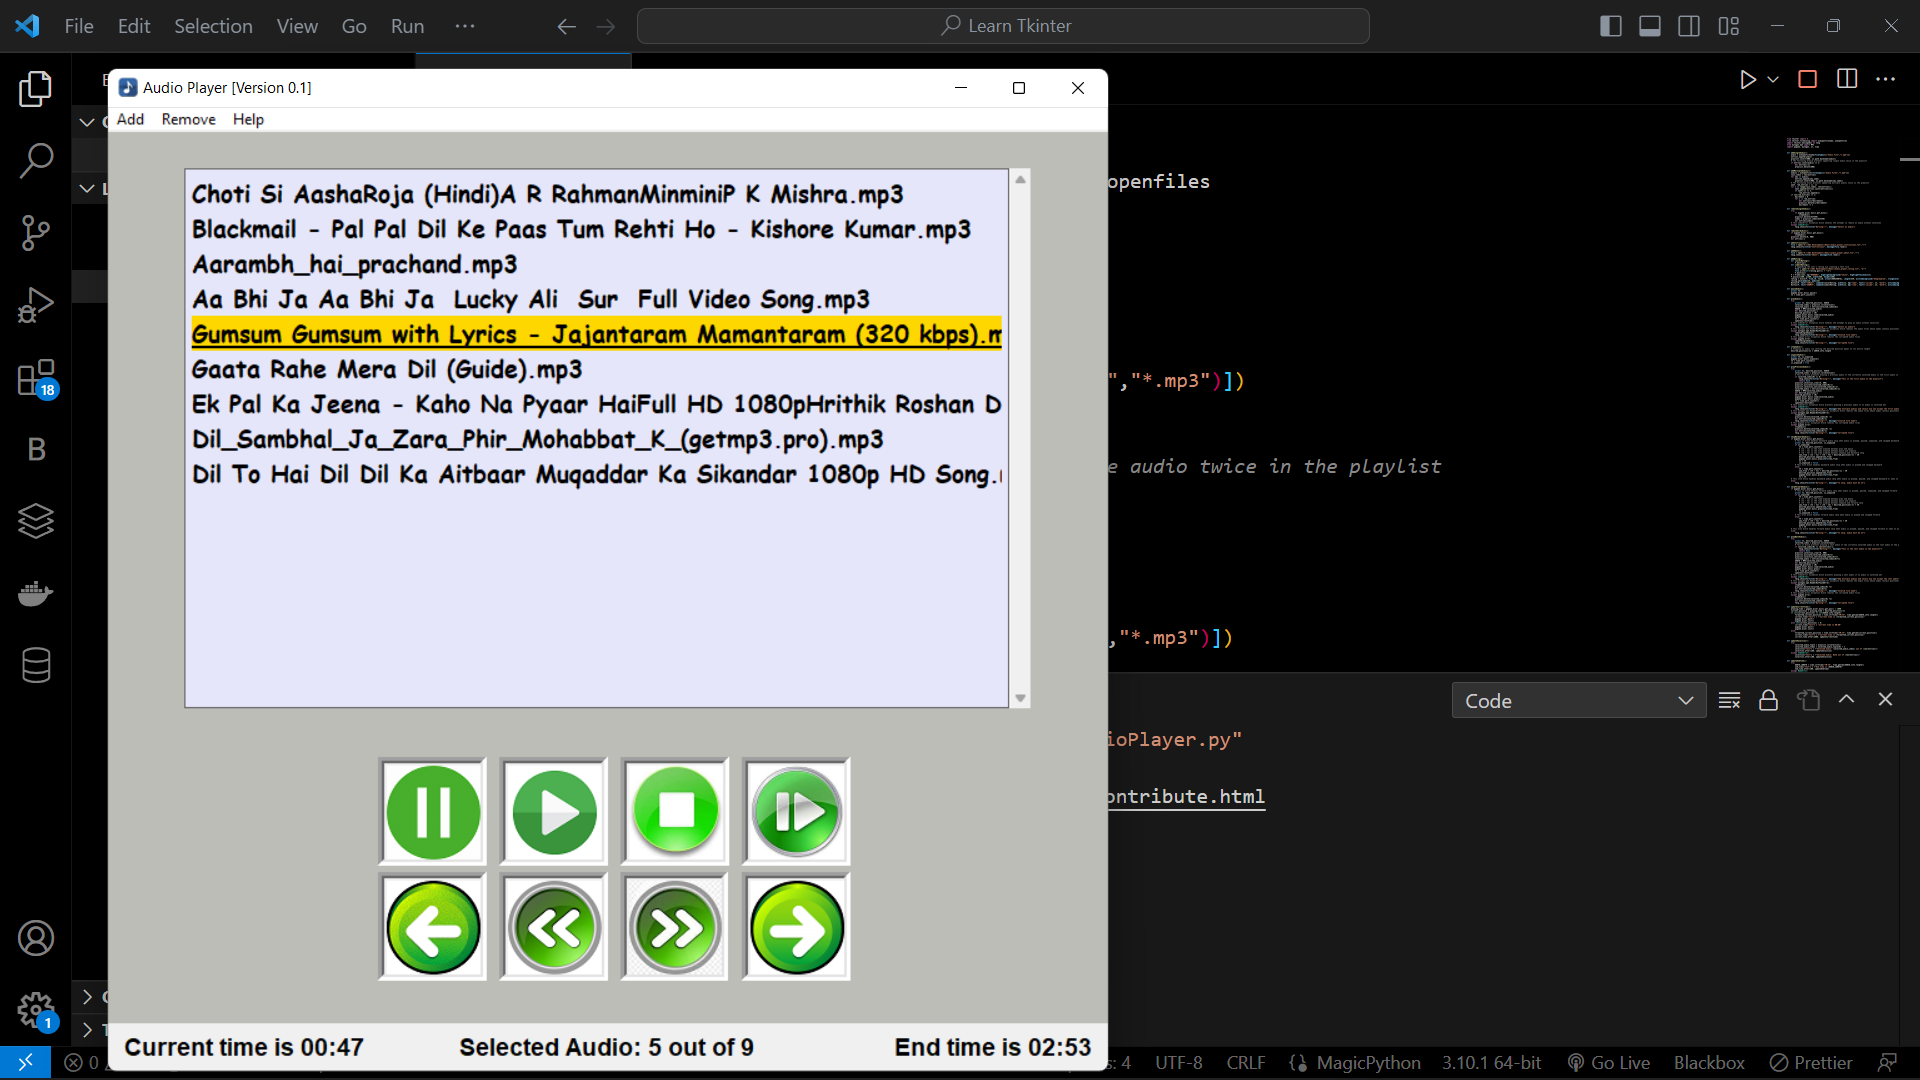 File Edit Selection View Go Run ···
Learn Tkinter
Audio Player [Version 0.1]
Add Remove Help
Choti Si AashaRoja (Hindi)A R RahmanMinminiP K Mishra.mp3
Blackmail - Pal Pal Dil Ke Paas Tum Rehti Ho - Kishore Kumar.mp3
Aarambh_hai_prachand.mp3
Aa Bhi Ja Aa Bhi Ja  Lucky Ali  Sur  Full Video Song.mp3
Gumsum Gumsum with Lyrics - Jajantaram Mamantaram (320 kbps).m
Gaata Rahe Mera Dil (Guide).mp3
Ek Pal Ka Jeena - Kaho Na Pyaar HaiFull HD 1080pHrithik Roshan D
Dil_Sambhal_Ja_Zara_Phir_Mohabbat_K_(getmp3.pro).mp3
Dil To Hai Dil Dil Ka Aitbaar Muqaddar Ka Sikandar 1080p HD Song.
Current time is 00:47
Selected Audio: 5 out of 9
End time is 02:53
openfiles
","*.mp3")])
e audio twice in the playlist
,"*.mp3")])
Code
ioPlayer.py"
ontribute.html
18
B
1
0
: 4 UTF-8 CRLF MagicPython 3.10.1 64-bit Go Live Blackbox Prettier